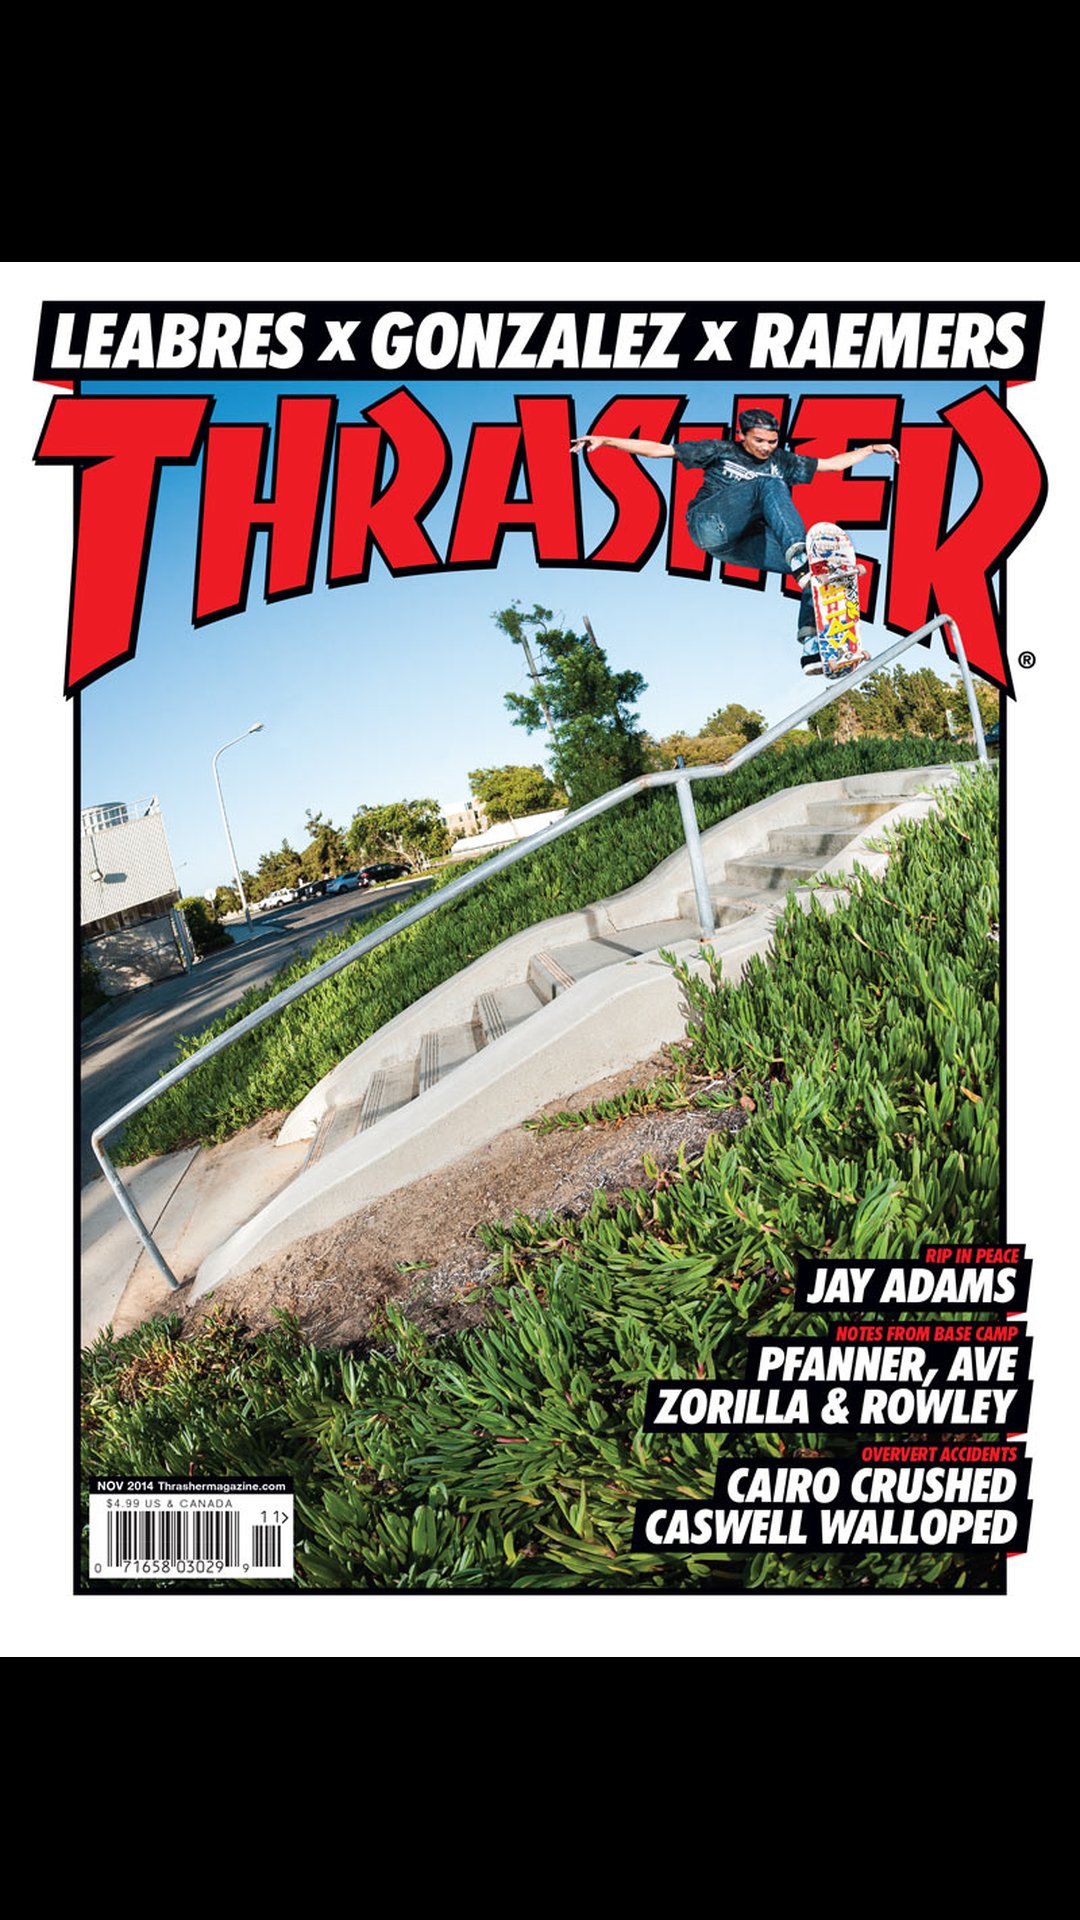 LEABRES X GONZALEZ X RAEMERS
THRASHER
®
RIP IN PEACE
JAY ADAMS
NOTES FROM BASE CAMP
PFANNER, AVE
ZORILLA & ROWLEY
OVERVERT ACCIDENTS
CAIRO CRUSHED
CASWELL WALLOPED
NOV 2014 Thrashermagazine.com
$4.99 US & CANADA
11>
0 71658 03029 9